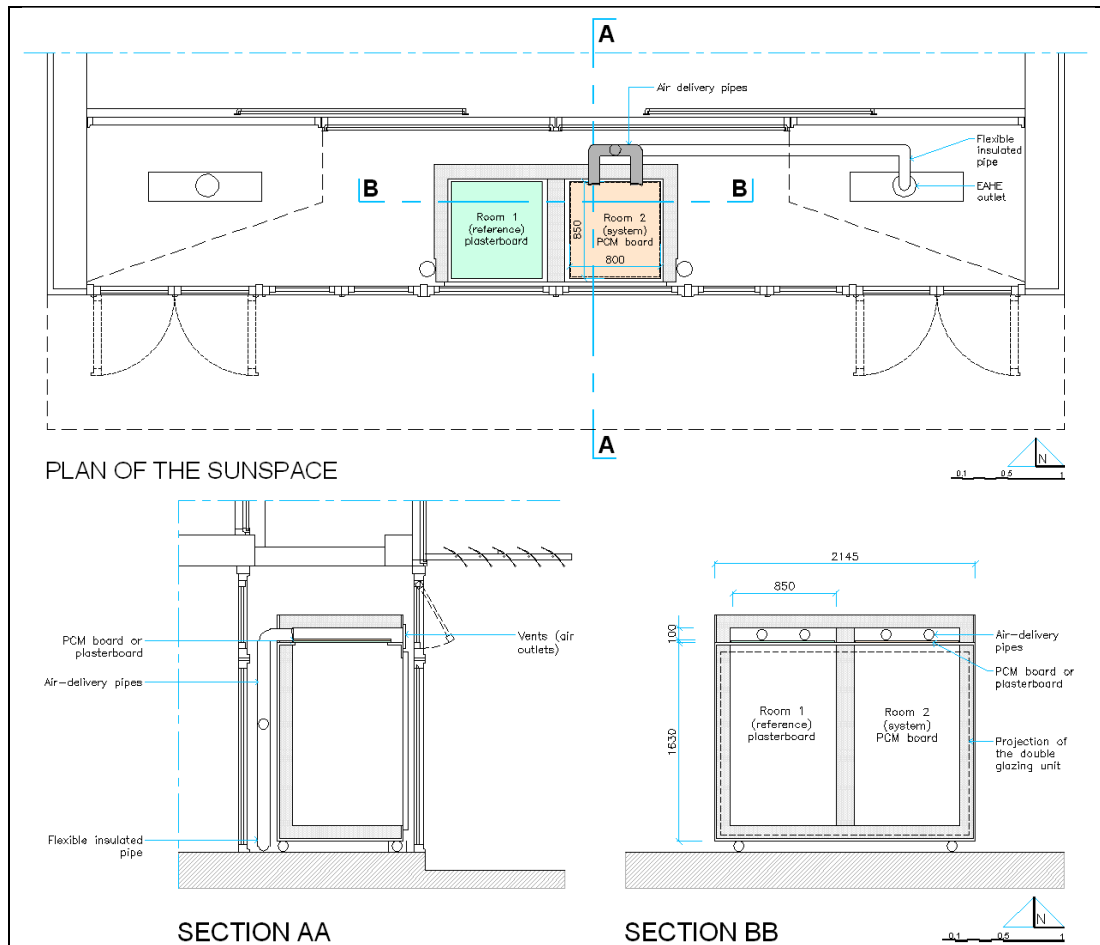 A
Air delivery pipes
Flexible
insulated
pipe
EAHE
outlet
B
B
Room 1
(reference)
plasterboard
Room 2
(system)
PCM board
850
800
A
PLAN OF THE SUNSPACE
N
0,1 0,5 1
PCM board or
plasterboard
Air-delivery pipes
Flexible insulated
pipe
Vents (air
outlets)
SECTION AA
2145
850
100
1630
Room 1
(reference)
plasterboard
Room 2
(system)
PCM board
Air-delivery
pipes
PCM board or
plasterboard
Projection of
the double
glazing unit
SECTION BB
N
0,1 0,5 1